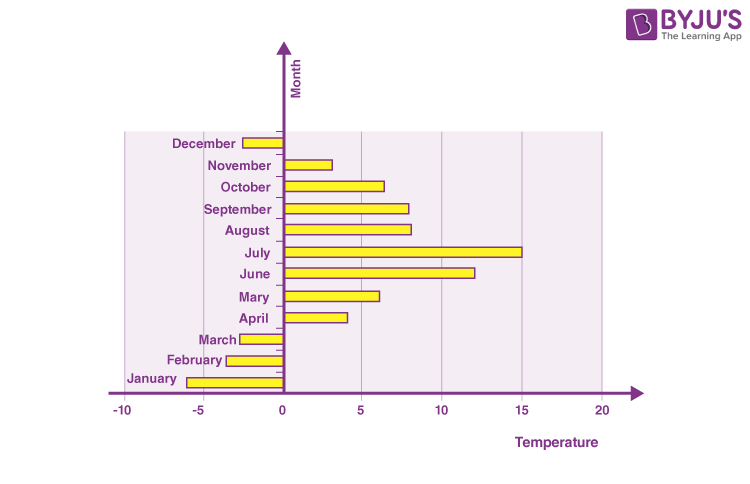 BYJU'S
The Learning App
Month
December
November
October
September
August
July
June
Mary
April
March
February
January
-10 -5 0 5 10 15 20
Temperature